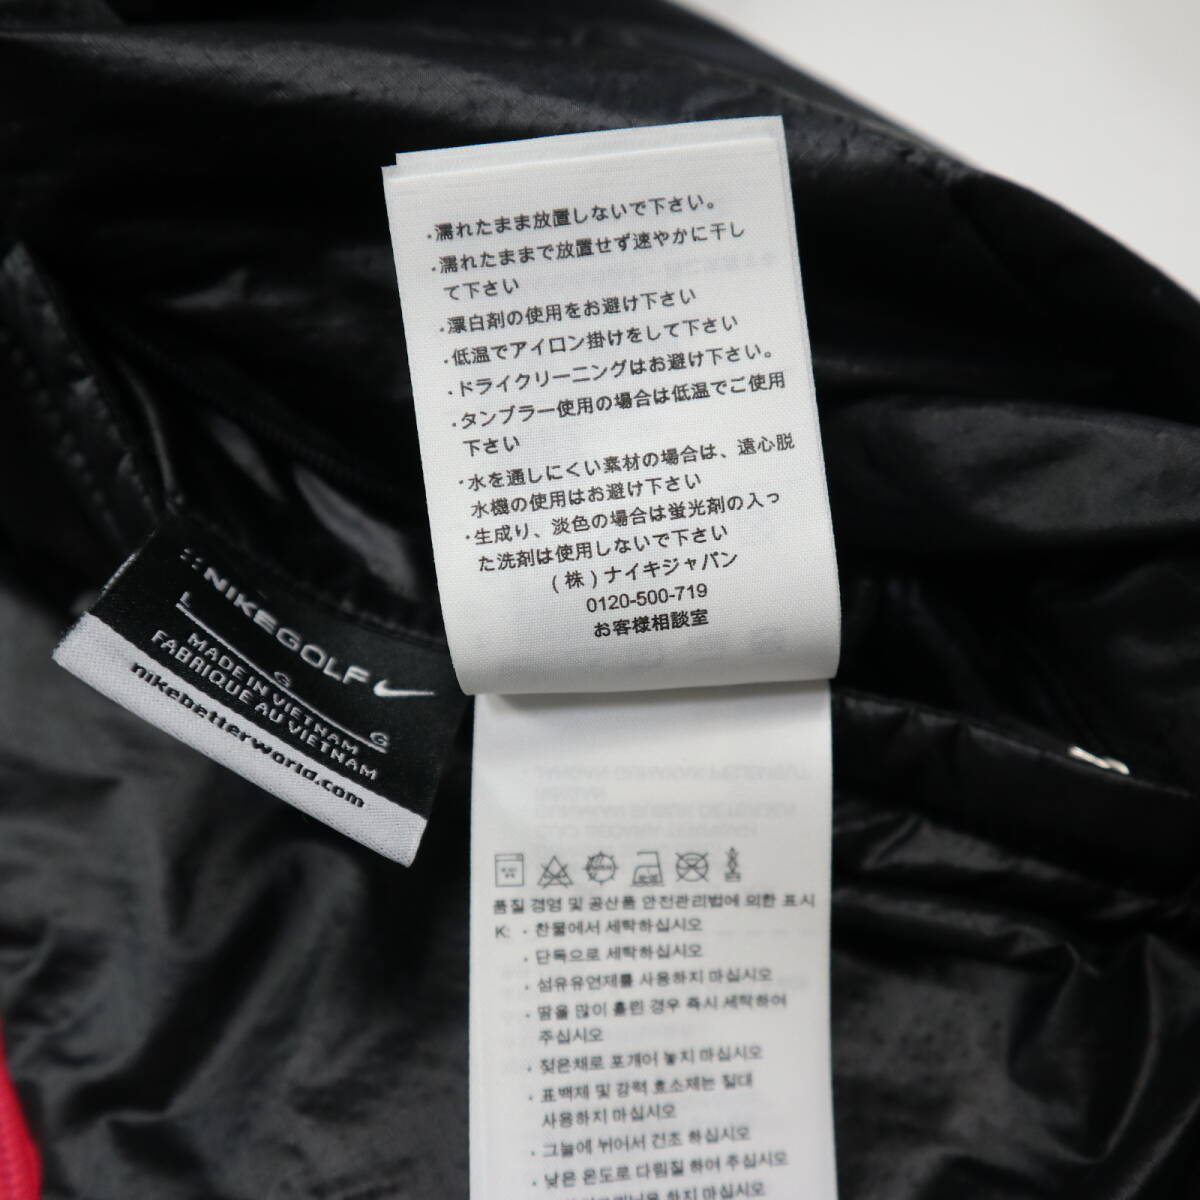 ・濡れたまま放置しないで下さい。
・濡れたままで放置せず速やかに干し
て下さい
・漂白剤の使用をお避け下さい
・低温でアイロン掛けをして下さい
・ドライクリーニングはお避け下さい。
・タンブラー使用の場合は低温でご使用
下さい
・水を通しにくい素材の場合は、遠心脱
水機の使用はお避け下さい
・生成り、淡色の場合は蛍光剤の入っ
た洗剤は使用しないで下さい
(株)ナイキジャパン
0120-500-719
お客様相談室
NIKEGOLF
L G G
MADE IN VIETNAM
FABRIQUÉ AU VIETNAM
nikebetterworld.com
품질 경영 및 공산품 안전관리법에 의한 표시
K: · 찬물에서 세탁하십시오
· 단독으로 세탁하십시오
· 섬유유연제를 사용하지 마십시오
· 땀을 많이 흘린 경우 즉시 세탁하여
주십시오
· 젖은채로 포개어 놓지 마십시오
· 표백제 및 강력 효소제는 절대
사용하지 마십시오
· 그늘에 뉘어서 건조 하십시오
· 낮은 온도로 다림질 하여 주십시오